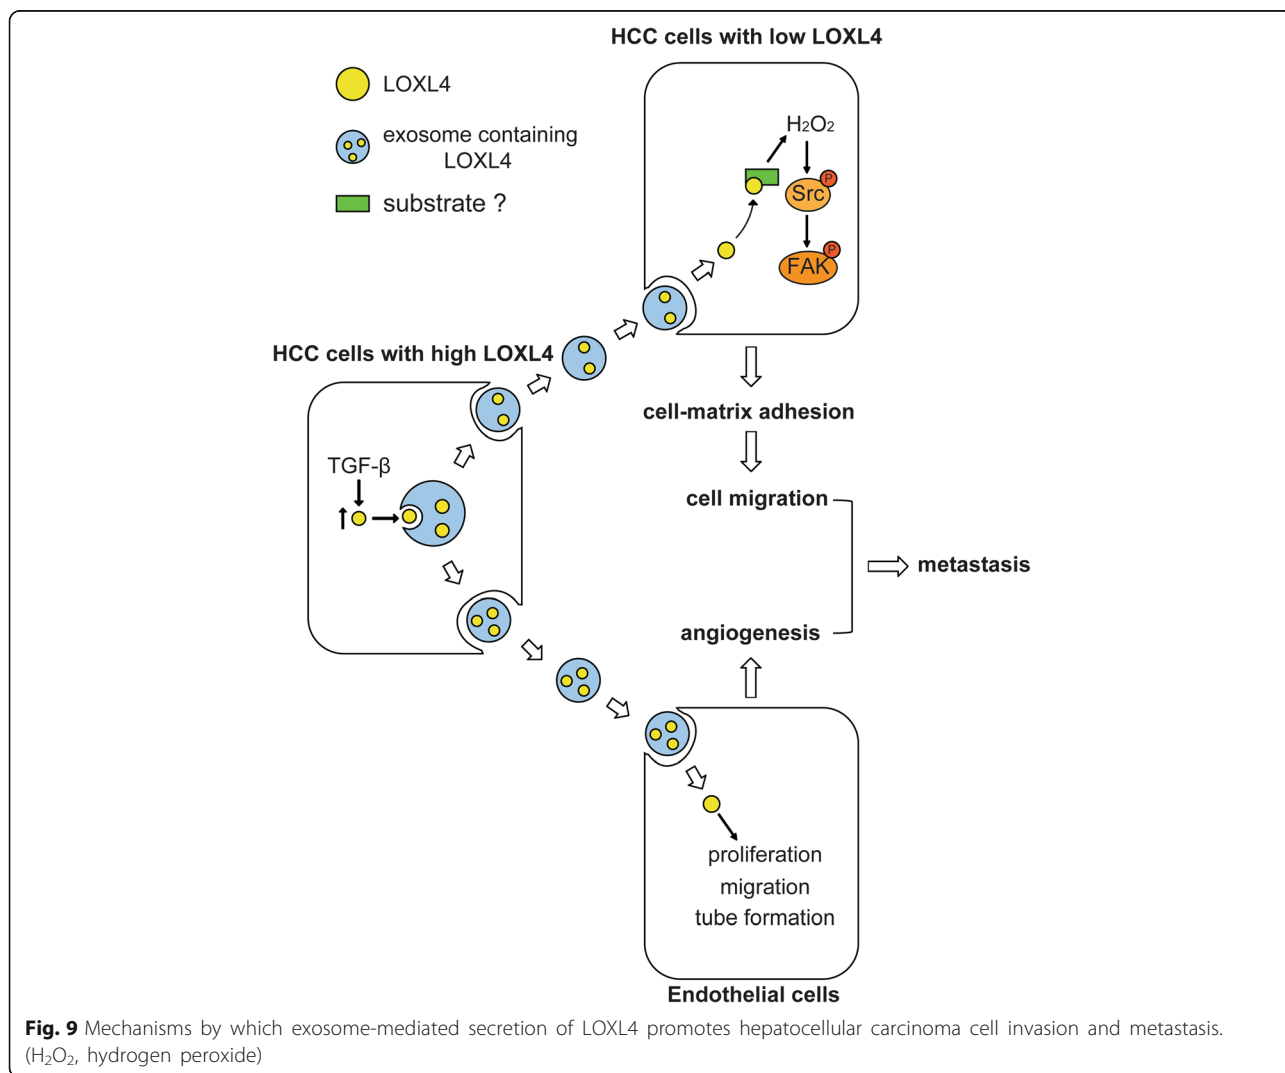 HCC cells with low LOXL4
LOXL4
exosome containing
LOXL4
substrate ?
H₂O₂
P
Src
P
FAK
HCC cells with high LOXL4
TGF-β
cell-matrix adhesion
cell migration
metastasis
angiogenesis
proliferation
migration
tube formation
Endothelial cells
Fig. 9 Mechanisms by which exosome-mediated secretion of LOXL4 promotes hepatocellular carcinoma cell invasion and metastasis.
(H₂O₂, hydrogen peroxide)